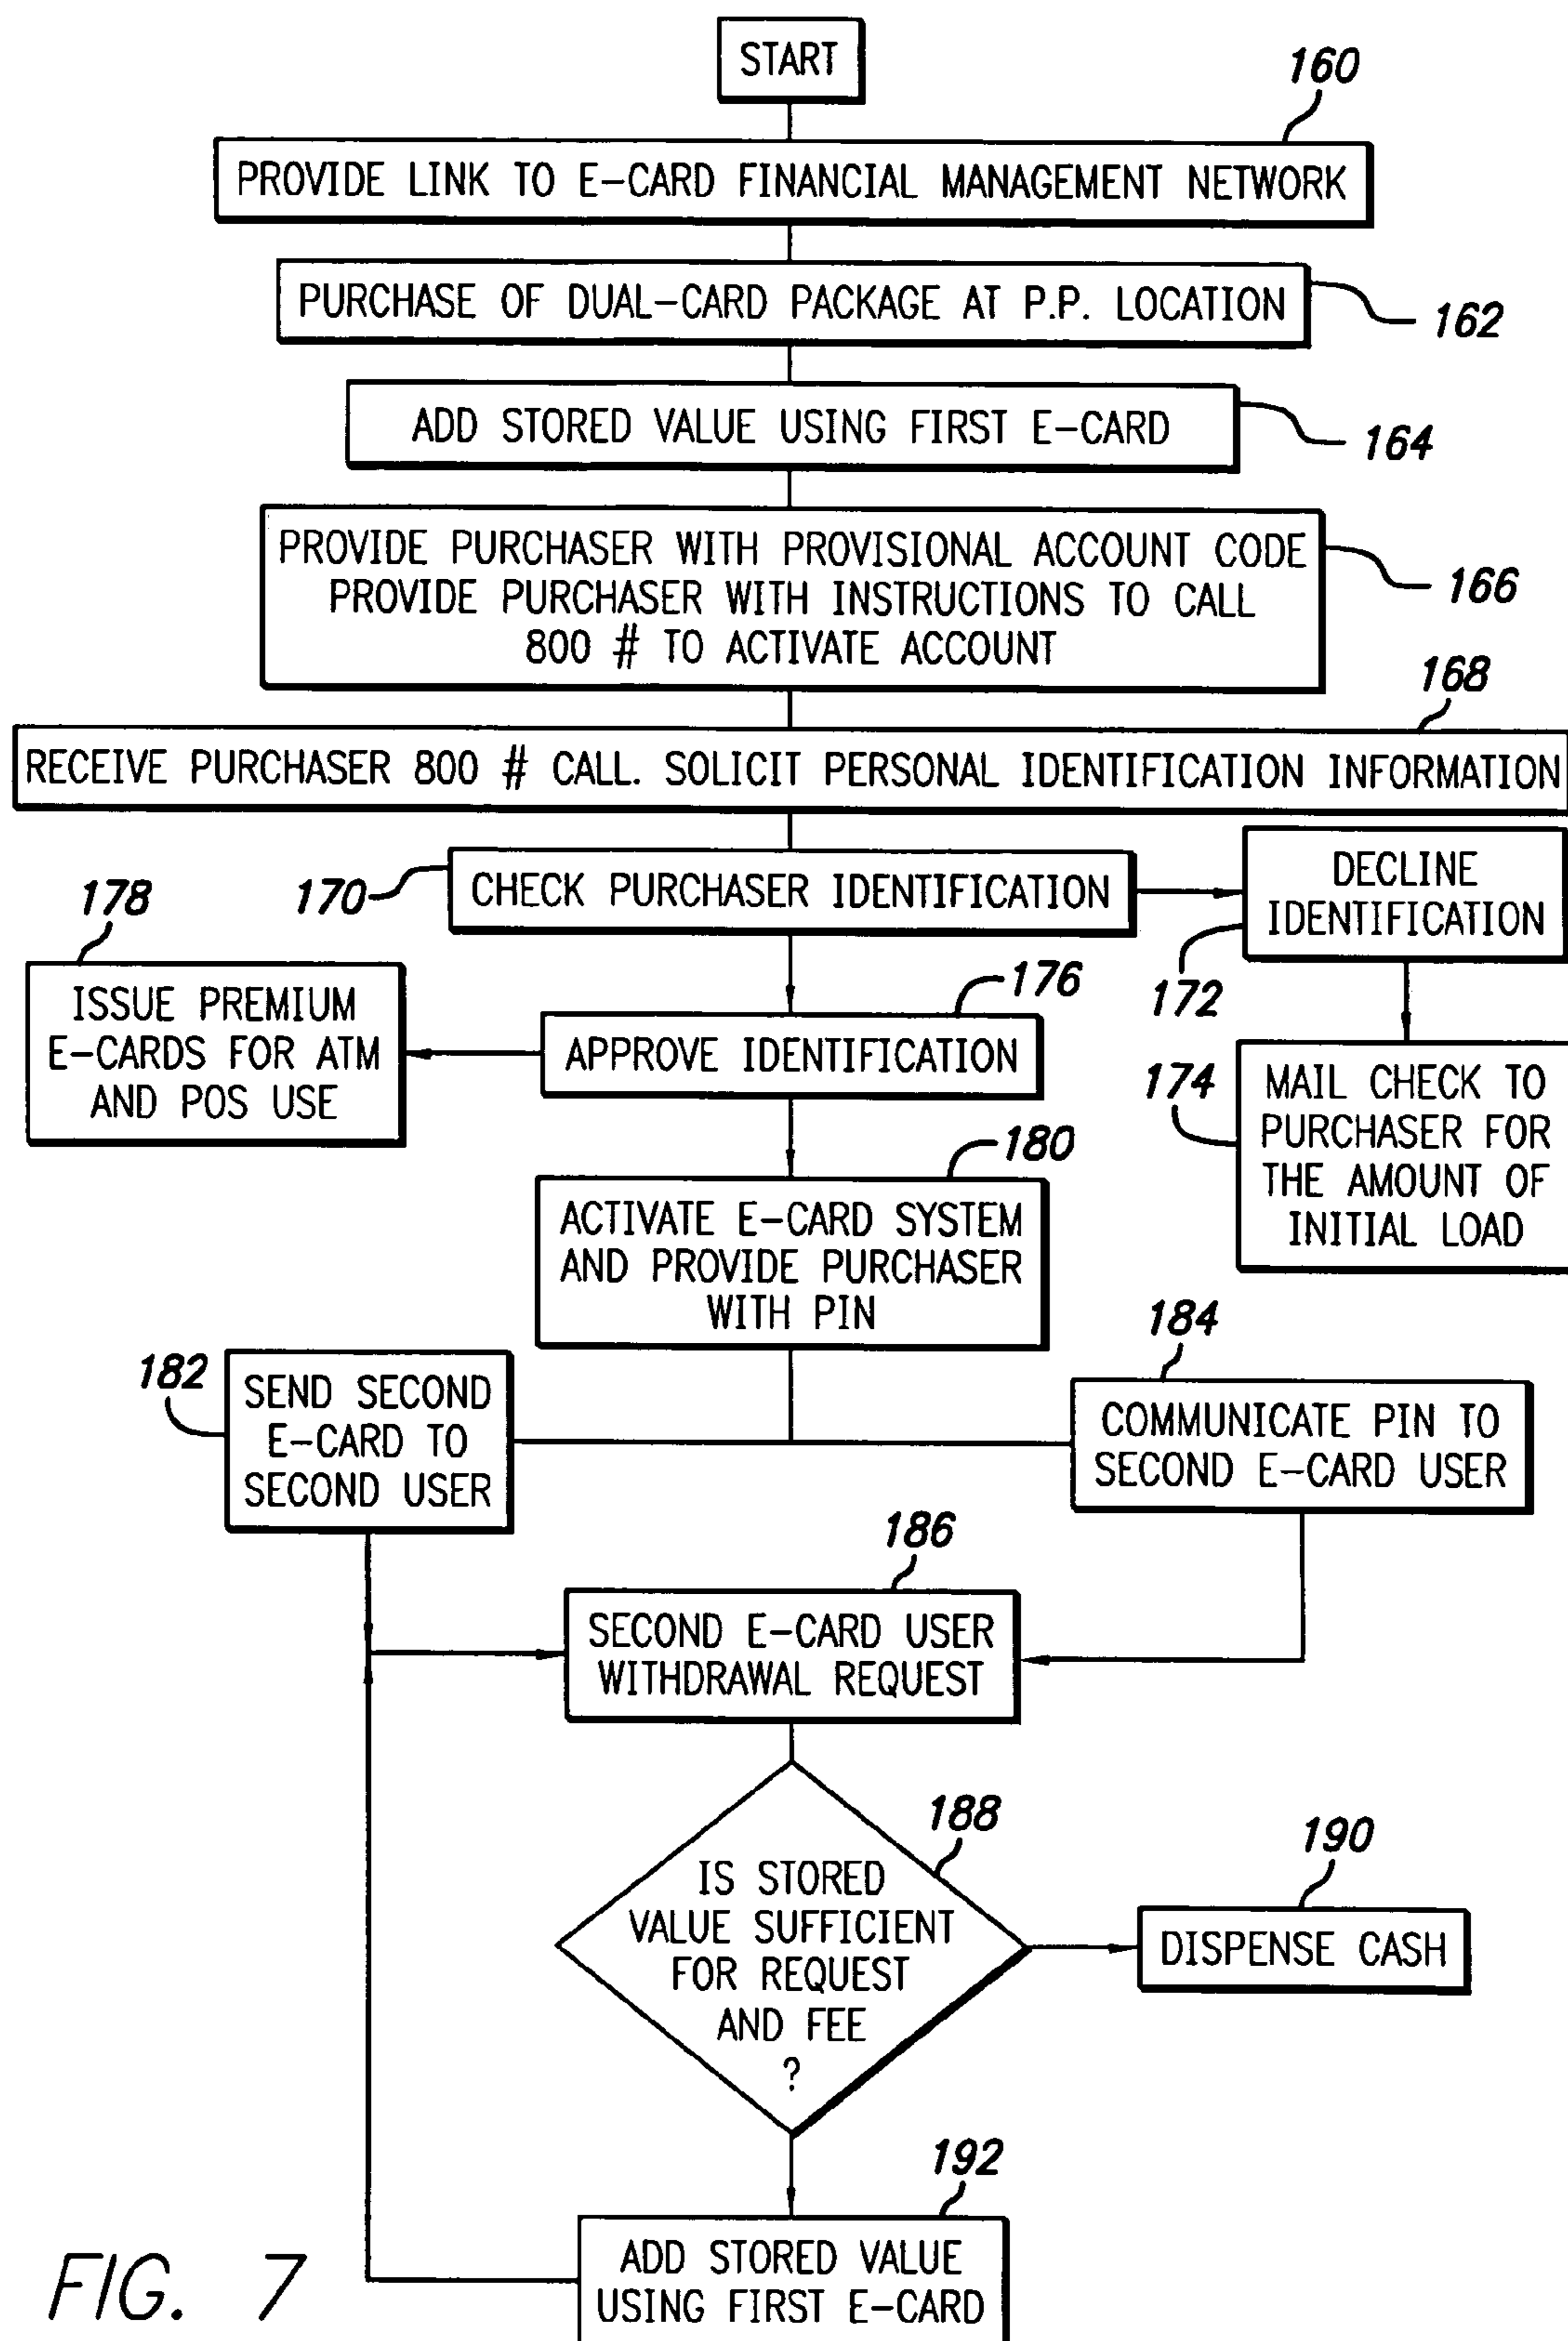 START
160
PROVIDE LINK TO E-CARD FINANCIAL MANAGEMENT NETWORK
PURCHASE OF DUAL-CARD PACKAGE AT P.P. LOCATION
162
ADD STORED VALUE USING FIRST E-CARD
164
PROVIDE PURCHASER WITH PROVISIONAL ACCOUNT CODE
PROVIDE PURCHASER WITH INSTRUCTIONS TO CALL
800 # TO ACTIVATE ACCOUNT
166
168
RECEIVE PURCHASER 800 # CALL. SOLICIT PERSONAL IDENTIFICATION INFORMATION
170
CHECK PURCHASER IDENTIFICATION
DECLINE
IDENTIFICATION
172
178
ISSUE PREMIUM
E-CARDS FOR ATM
AND POS USE
176
APPROVE IDENTIFICATION
174
MAIL CHECK TO
PURCHASER FOR
THE AMOUNT OF
INITIAL LOAD
180
ACTIVATE E-CARD SYSTEM
AND PROVIDE PURCHASER
WITH PIN
182
SEND SECOND
E-CARD TO
SECOND USER
184
COMMUNICATE PIN TO
SECOND E-CARD USER
186
SECOND E-CARD USER
WITHDRAWAL REQUEST
188
IS STORED
VALUE SUFFICIENT
FOR REQUEST
AND FEE
?
190
DISPENSE CASH
192
ADD STORED VALUE
USING FIRST E-CARD
FIG. 7